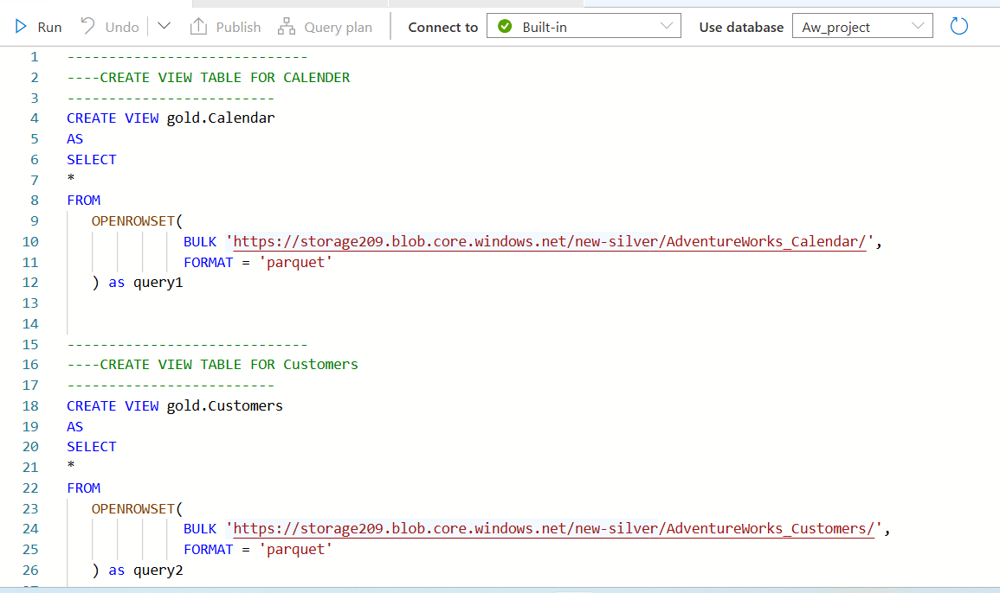 Run Undo Publish Query plan Connect to Built-in Use database Aw_project
1 -----------------------------
2 ----CREATE VIEW TABLE FOR CALENDER
3 -------------------------
4 CREATE VIEW gold.Calendar
5 AS
6 SELECT
7 *
8 FROM
9 OPENROWSET(
10 BULK 'https://storage209.blob.core.windows.net/new-silver/AdventureWorks_Calendar/',
11 FORMAT = 'parquet'
12 ) as query1
13
14
15 -----------------------------
16 ----CREATE VIEW TABLE FOR Customers
17 -------------------------
18 CREATE VIEW gold.Customers
19 AS
20 SELECT
21 *
22 FROM
23 OPENROWSET(
24 BULK 'https://storage209.blob.core.windows.net/new-silver/AdventureWorks_Customers/',
25 FORMAT = 'parquet'
26 ) as query2